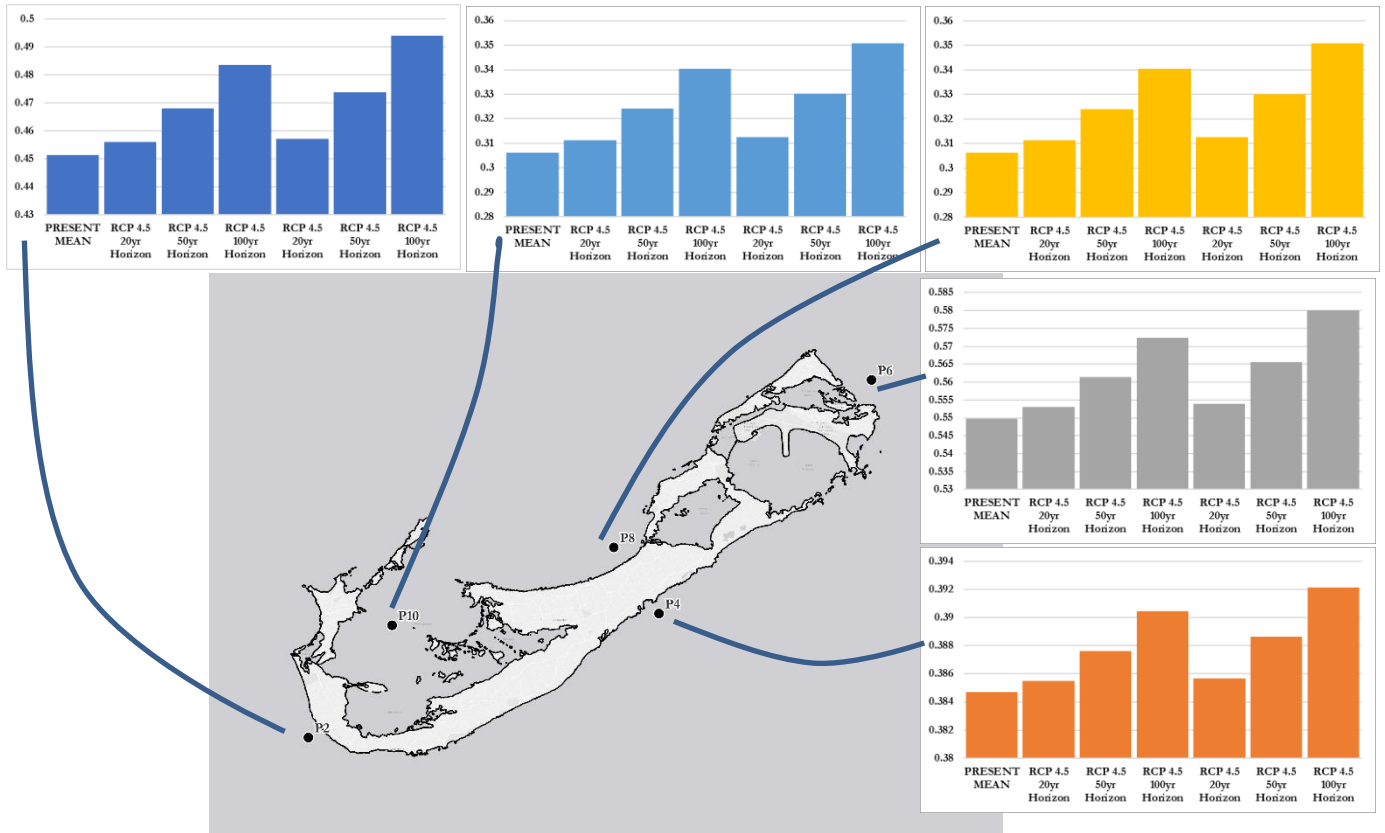 0.5
0.49
0.48
0.47
0.46
0.45
0.44
0.43
PRESENT MEAN
RCP 4.5 20yr Horizon
RCP 4.5 50yr Horizon
RCP 4.5 100yr Horizon
RCP 4.5 20yr Horizon
RCP 4.5 50yr Horizon
RCP 4.5 100yr Horizon
0.36
0.35
0.34
0.33
0.32
0.31
0.3
0.29
0.28
PRESENT MEAN
RCP 4.5 20yr Horizon
RCP 4.5 50yr Horizon
RCP 4.5 100yr Horizon
RCP 4.5 20yr Horizon
RCP 4.5 50yr Horizon
RCP 4.5 100yr Horizon
0.36
0.35
0.34
0.33
0.32
0.31
0.3
0.29
0.28
PRESENT MEAN
RCP 4.5 20yr Horizon
RCP 4.5 50yr Horizon
RCP 4.5 100yr Horizon
RCP 4.5 20yr Horizon
RCP 4.5 50yr Horizon
RCP 4.5 100yr Horizon
0.585
0.58
0.575
0.57
0.565
0.56
0.555
0.55
0.545
0.54
0.535
0.53
PRESENT MEAN
RCP 4.5 20yr Horizon
RCP 4.5 50yr Horizon
RCP 4.5 100yr Horizon
RCP 4.5 20yr Horizon
RCP 4.5 50yr Horizon
RCP 4.5 100yr Horizon
0.394
0.392
0.39
0.388
0.386
0.384
0.382
0.38
PRESENT MEAN
RCP 4.5 20yr Horizon
RCP 4.5 50yr Horizon
RCP 4.5 100yr Horizon
RCP 4.5 20yr Horizon
RCP 4.5 50yr Horizon
RCP 4.5 100yr Horizon
P6
P8
P4
P10
P2